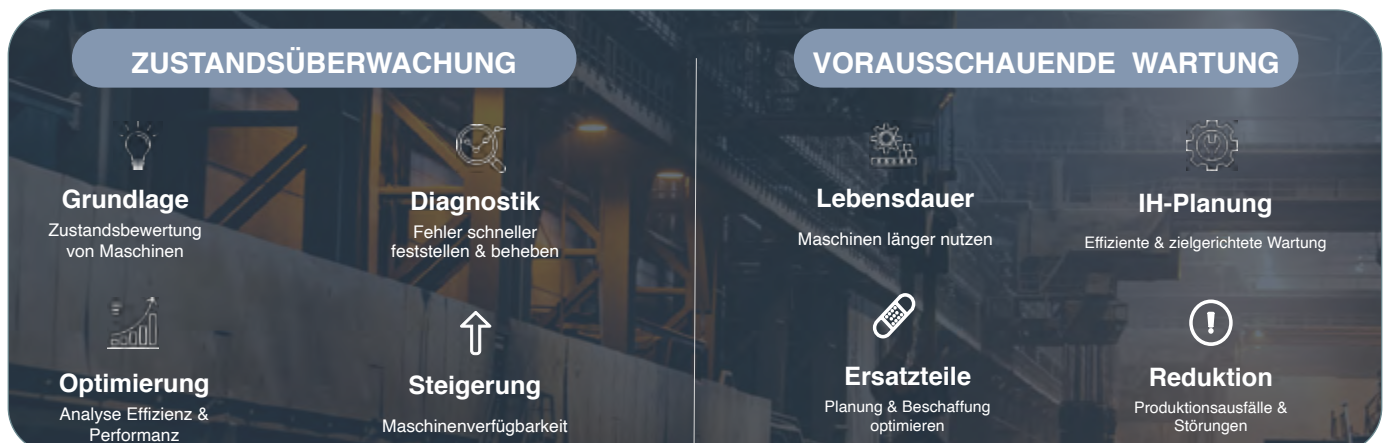 ZUSTANDSÜBERWACHUNG
Grundlage
Zustandsbewertung
von Maschinen
Diagnostik
Fehler schneller
feststellen & beheben
Optimierung
Analyse Effizienz &
Performanz
Steigerung
Maschinenverfügbarkeit
VORAUSSCHAUENDE WARTUNG
Lebensdauer
Maschinen länger nutzen
IH-Planung
Effiziente & zielgerichtete Wartung
Ersatzteile
Planung & Beschaffung
optimieren
Reduktion
Produktionsausfälle &
Störungen